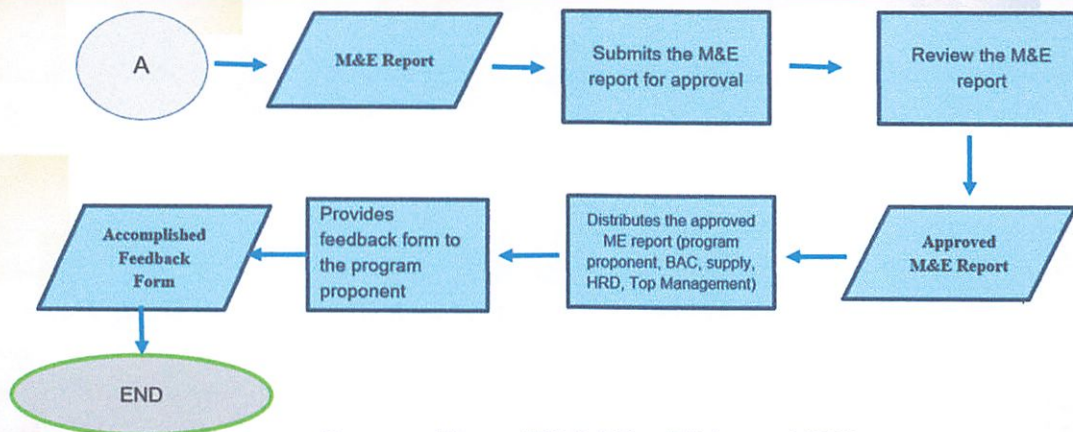 A
M&E Report
Submits the M&E
report for approval
Review the M&E
report
Approved
M&E Report
Distributes the approved
ME report (program
proponent, BAC, supply,
HRD, Top Management)
Provides
feedback form to
the program
proponent
Accomplished
Feedback
Form
END